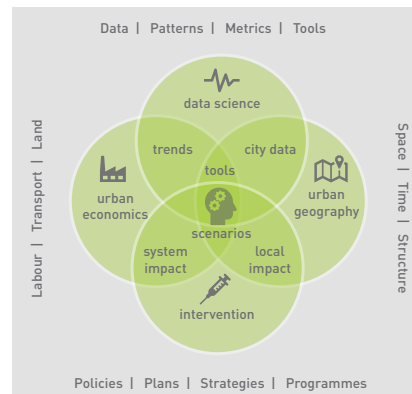 Data | Patterns | Metrics | Tools
data science
trends
city data
tools
urban
economics
urban
geography
scenarios
system
impact
local
impact
intervention
Labour | Transport | Land
Space | Time | Structure
Policies | Plans | Strategies | Programmes